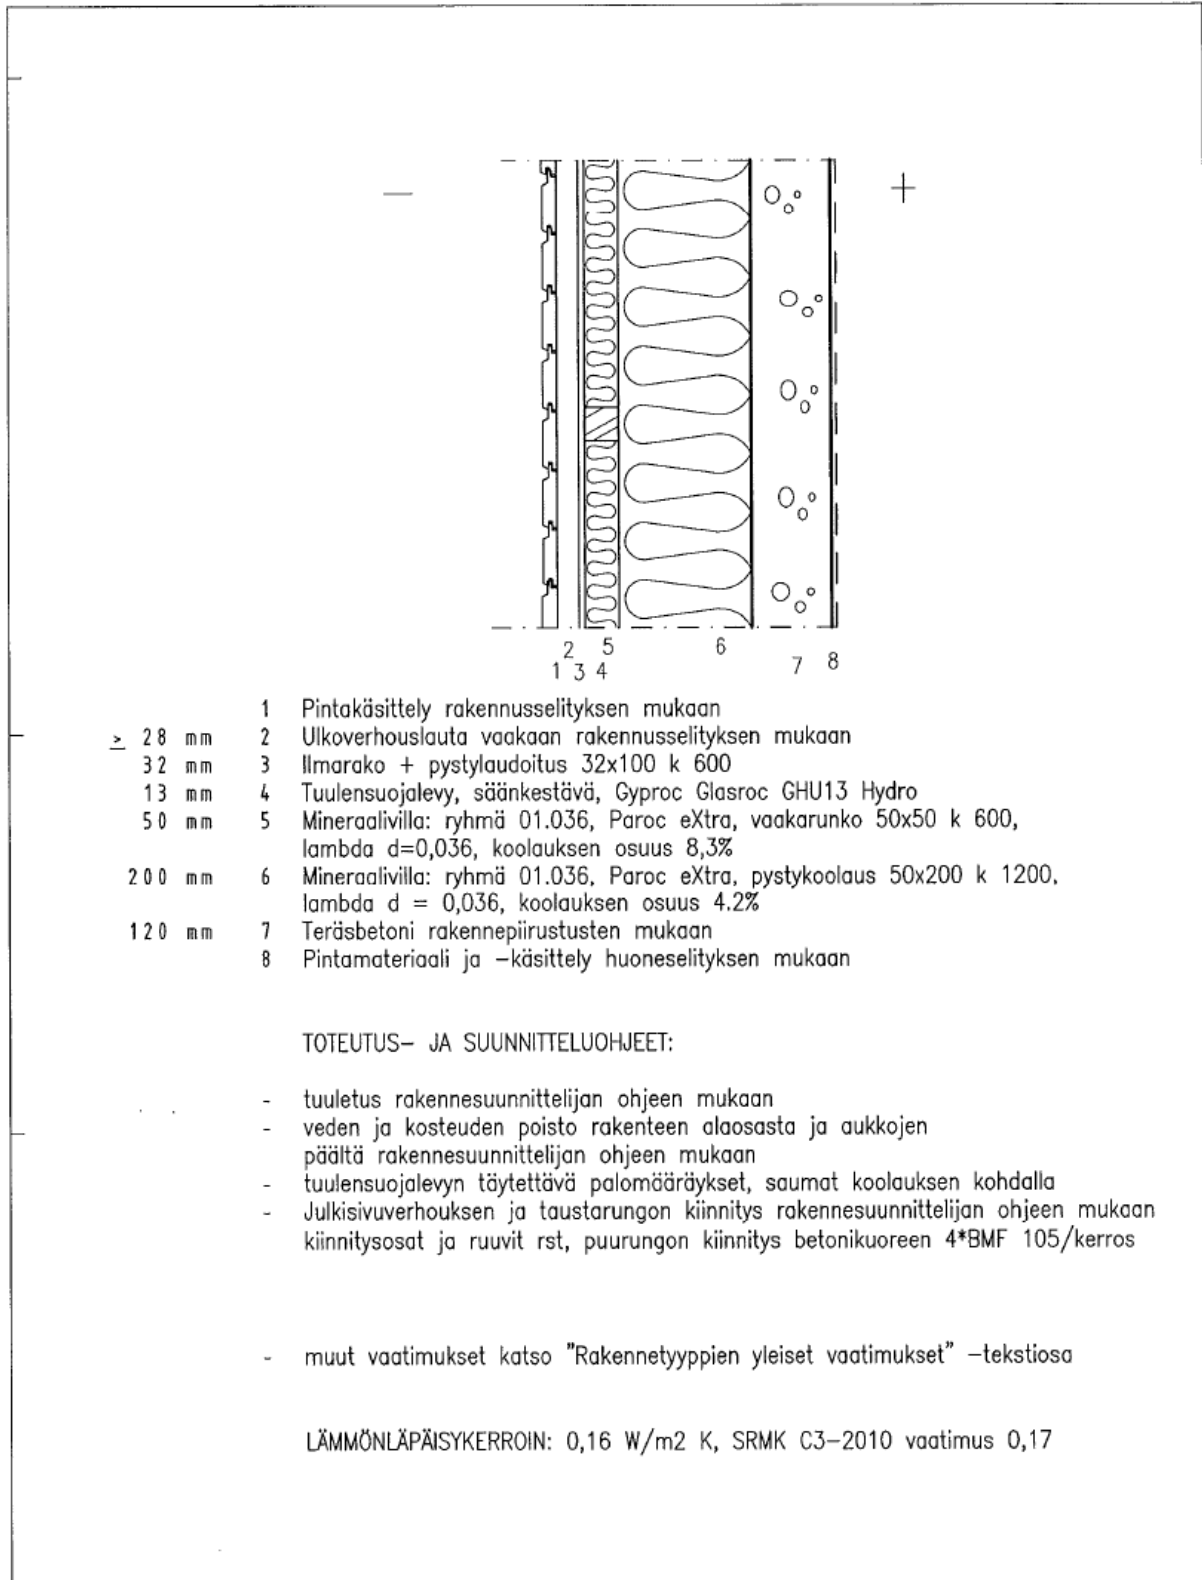 — +
2 5 6
1 3 4 7 8
1 Pintakäsittely rakennusselityksen mukaan
≥ 28 mm 2 Ulkoverhouslauta vaakaan rakennusselityksen mukaan
32 mm 3 Ilmarako + pystylaudoitus 32x100 k 600
13 mm 4 Tuulensuojalevy, säänkestävä, Gyproc Glasroc GHU13 Hydro
50 mm 5 Mineraalivilla: ryhmä 01.036, Paroc eXtra, vaakarunko 50x50 k 600,
lambda d=0,036, koolauksen osuus 8,3%
200 mm 6 Mineraalivilla: ryhmä 01.036, Paroc eXtra, pystykoolaus 50x200 k 1200,
lambda d = 0,036, koolauksen osuus 4.2%
120 mm 7 Teräsbetoni rakennepiirustusten mukaan
8 Pintamateriaali ja -käsittely huoneselityksen mukaan
TOTEUTUS- JA SUUNNITTELUOHJEET:
- tuuletus rakennesuunnittelijan ohjeen mukaan
- veden ja kosteuden poisto rakenteen alaosasta ja aukkojen
päältä rakennesuunnittelijan ohjeen mukaan
- tuulensuojalevyn täytettävä palomääräykset, saumat koolauksen kohdalla
- Julkisivuverhouksen ja taustarungon kiinnitys rakennesuunnittelijan ohjeen mukaan
kiinnitysosat ja ruuvit rst, puurungon kiinnitys betonikuoreen 4*BMF 105/kerros
- muut vaatimukset katso "Rakennetyyppien yleiset vaatimukset" -tekstiosa
LÄMMÖNLÄPÄISYKERROIN: 0,16 W/m2 K, SRMK C3-2010 vaatimus 0,17